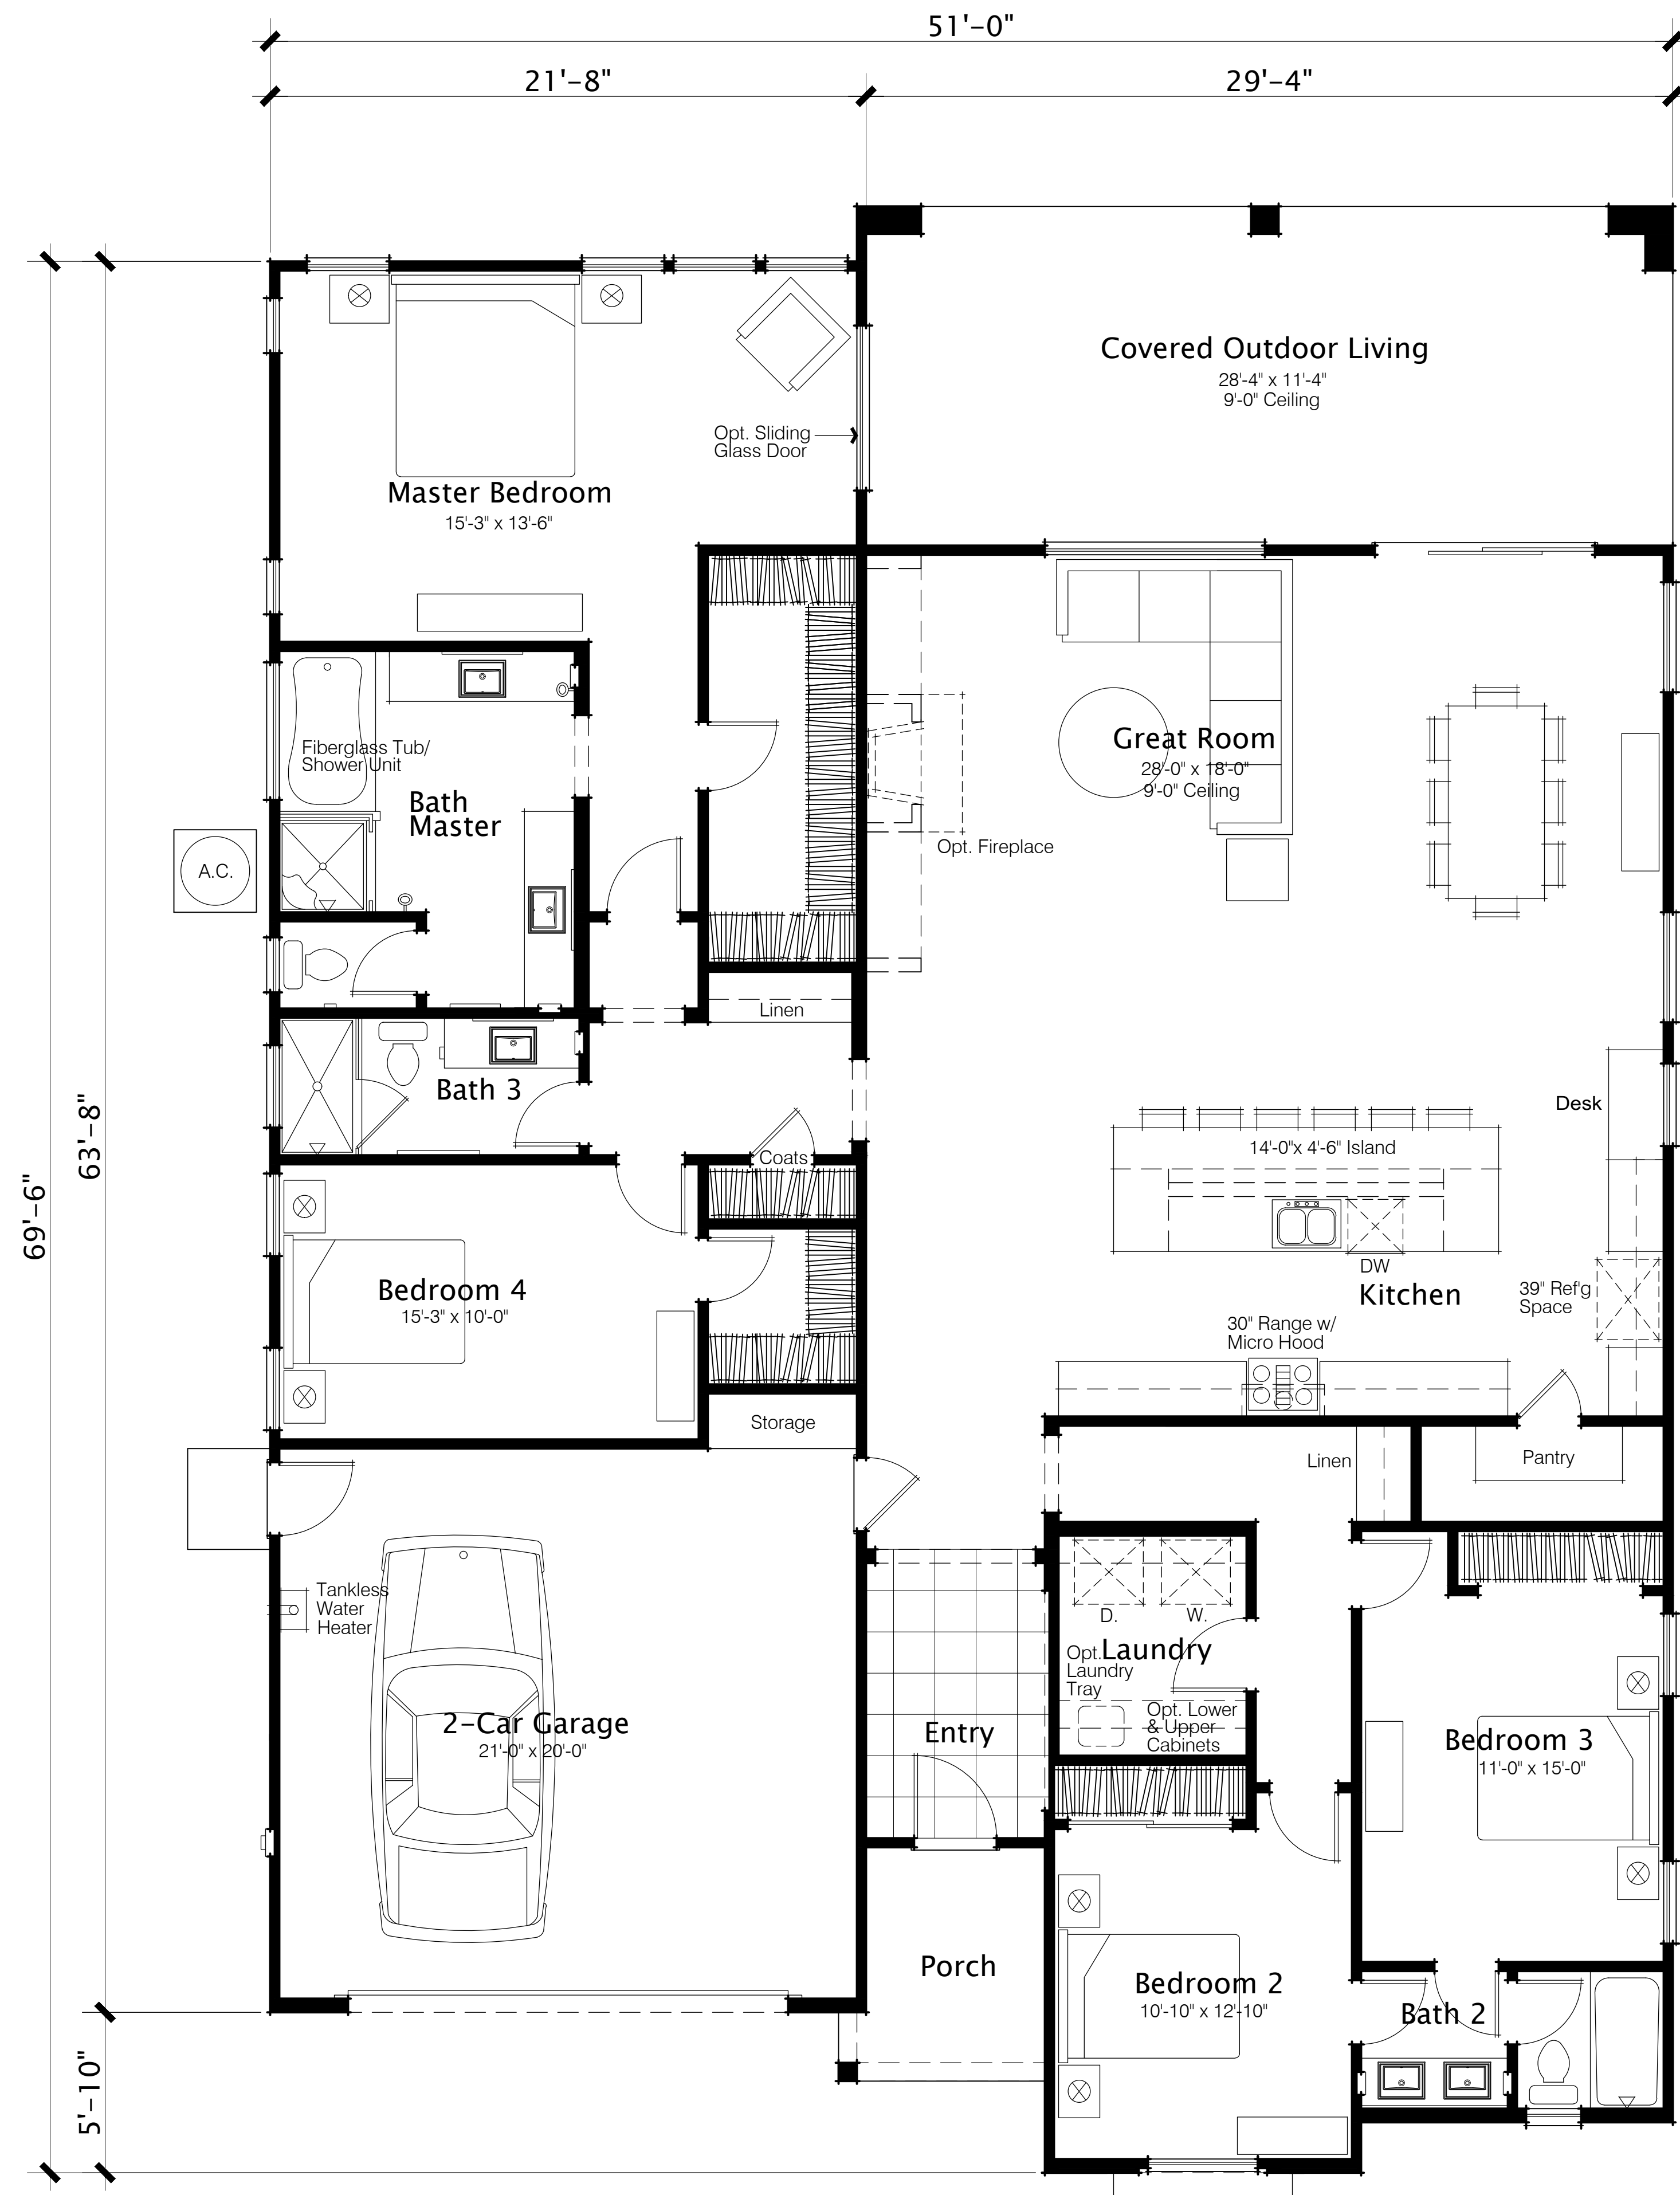 51'-0"
21'-8"
29'-4"
Covered Outdoor Living
28'-4" x 11'-4"
9'-0" Ceiling
Opt. Sliding
Glass Door
Master Bedroom
15'-3" x 13'-6"
Great Room
28'-0" x 18'-0"
9'-0" Ceiling
Fiberglass Tub/
Shower Unit
Bath
Master
Opt. Fireplace
A.C.
Linen
Bath 3
Desk
14'-0"x 4'-6" Island
Coats
63'-8"
69'-6"
DW
Kitchen
39" Ref'g
Space
Bedroom 4
15'-3" x 10'-0"
30" Range w/
Micro Hood
Storage
Linen
Pantry
Tankless
Water
Heater
D.
W.
Opt.
Laundry
Tray
Laundry
Opt. Lower
& Upper
Cabinets
2-Car Garage
21'-0" x 20'-0"
Entry
Bedroom 3
11'-0" x 15'-0"
Porch
Bedroom 2
10'-10" x 12'-10"
Bath 2
5'-10"